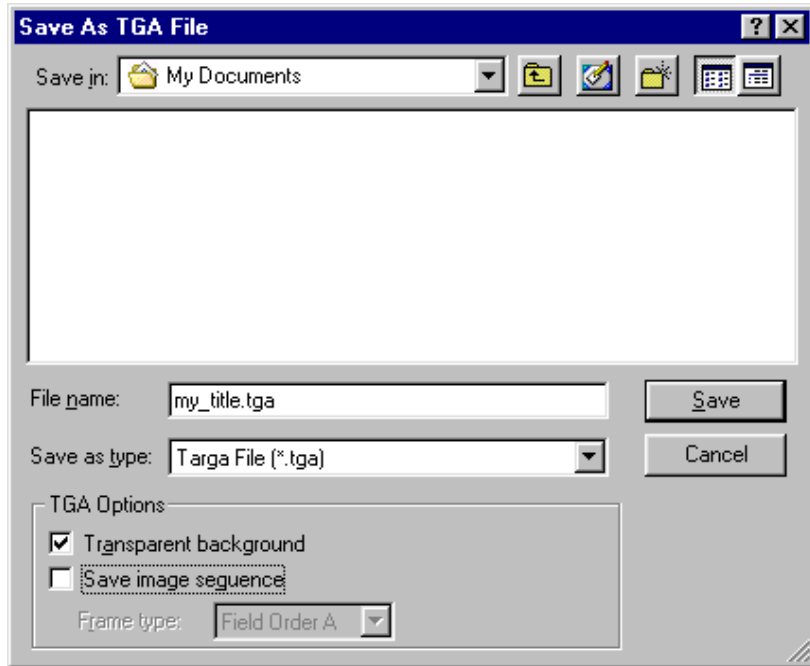 Save As TGA File
Save in: My Documents
File name: my_title.tga Save
Save as type: Targa File (*.tga) Cancel
TGA Options
Transparent background
Save image seguence
Frame type: Field Order A